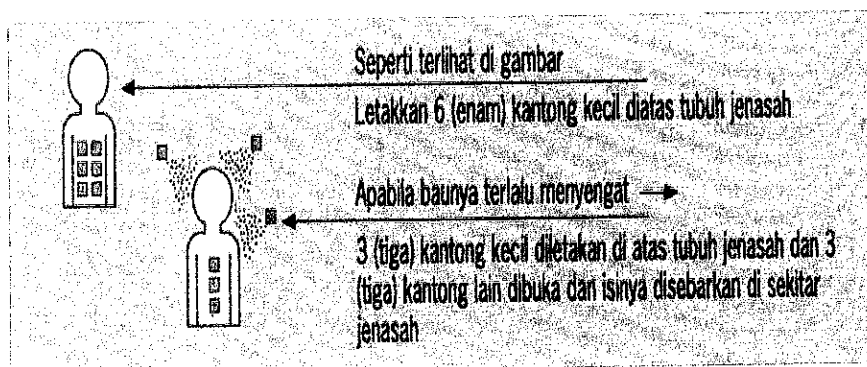 Seperti terlihat di gambar
Letakkan 6 (enam) kantong kecil diatas tubuh jenasah
Apabila baunya terlalu menyengat
3 (tiga) kantong kecil diletakan di atas tubuh jenasah dan 3
(tiga) kantong lain dibuka dan isinya disebarkan di sekitar
jenasah